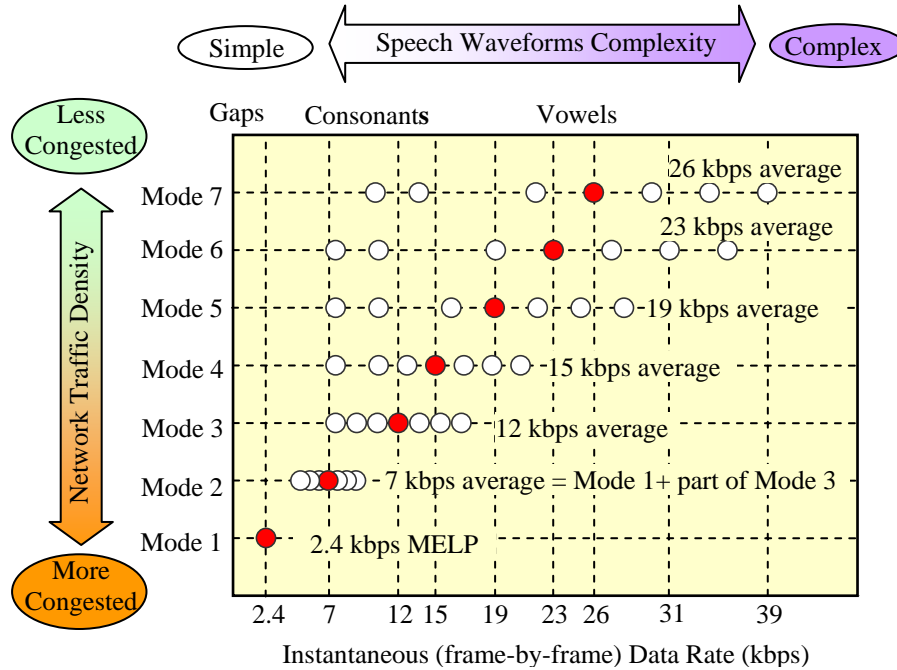 Simple
Speech Waveforms Complexity
Complex
Less
Congested
Gaps
Consonants
Vowels
Network Traffic Density
More
Congested
Mode 7
26 kbps average
Mode 6
23 kbps average
Mode 5
19 kbps average
Mode 4
15 kbps average
Mode 3
12 kbps average
Mode 2
7 kbps average = Mode 1+ part of Mode 3
Mode 1
2.4 kbps MELP
2.4 7 12 15 19 23 26 31 39
Instantaneous (frame-by-frame) Data Rate (kbps)